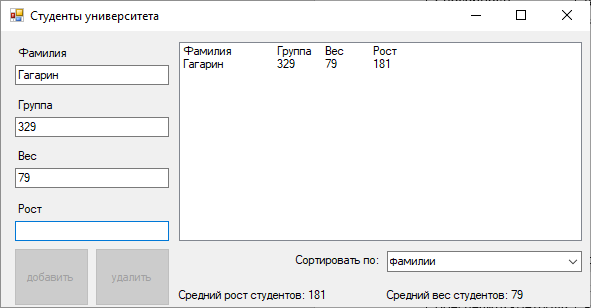 Студенты университета
Фамилия
Гагарин
Группа
329
Вес
79
Рост
добавить удалить
Фамилия Группа Вес Рост
Гагарин 329 79 181
Сортировать по: фамилии
Средний рост студентов: 181 Средний вес студентов: 79